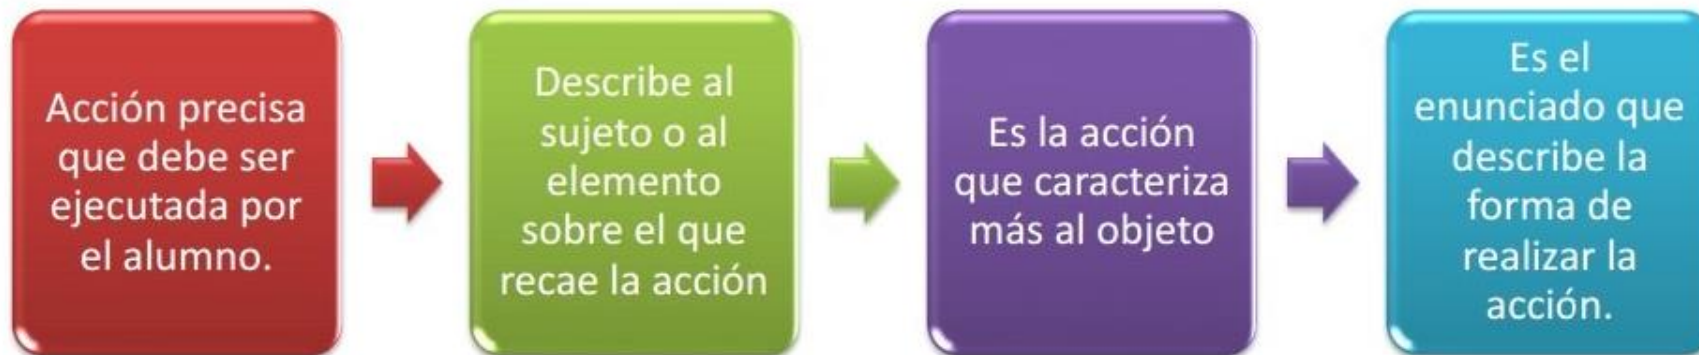 Acción precisa
que debe ser
ejecutada por
el alumno.
Describe al
sujeto o al
elemento
sobre el que
recae la acción
Es la acción
que caracteriza
más al objeto
Es el
enunciado que
describe la
forma de
realizar la
acción.